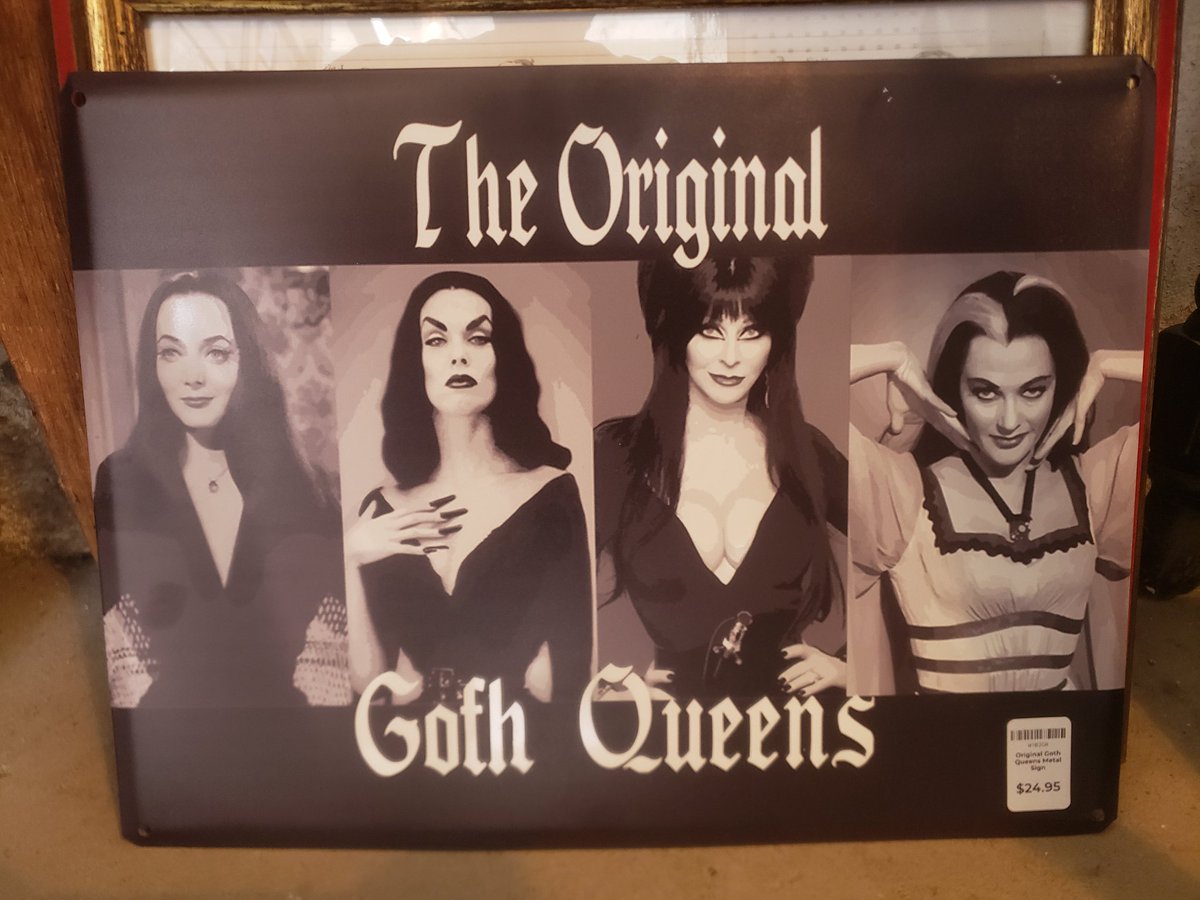 The Original
Goth Queens
Original Goth
Queens Metal
Sign
$24.95